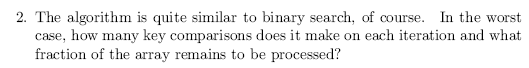 2. The algorithm is quite similar to binary search, of course. In the worst
case, how many key comparisons does it make on each iteration and what
fraction of the array remains to be processed?